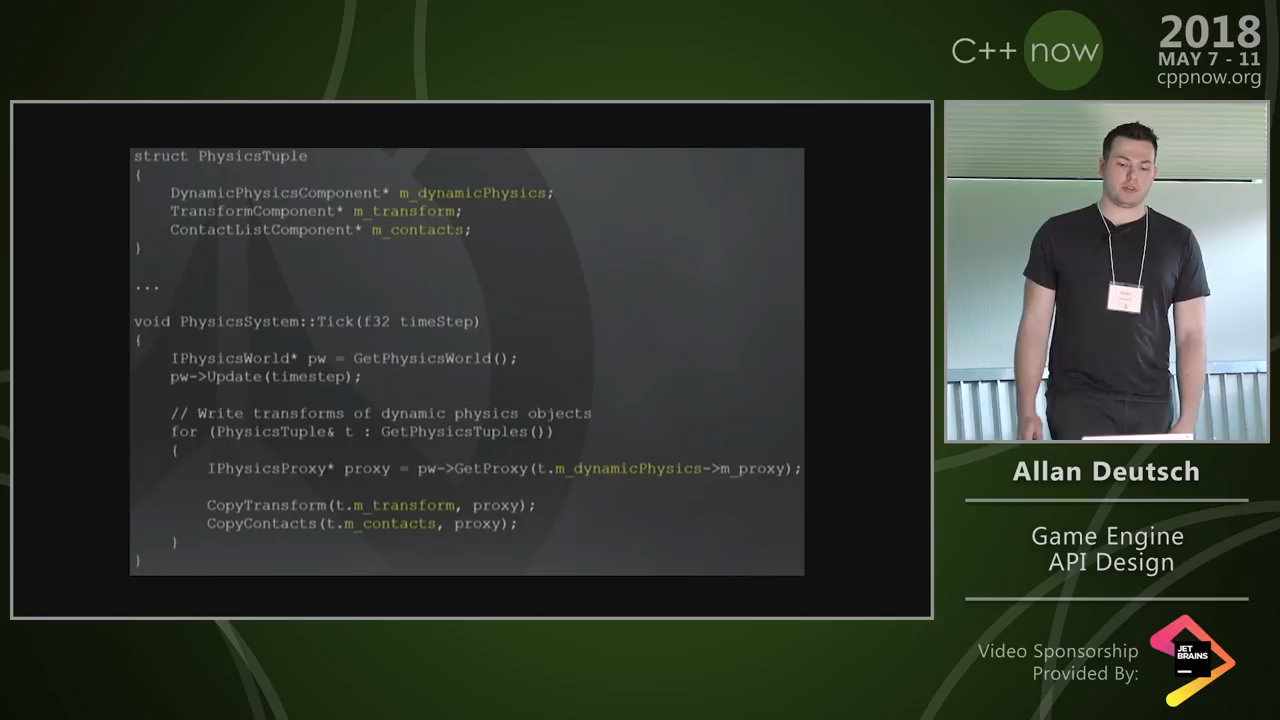 C++ now
2018
MAY 7 - 11
cppnow.org
struct PhysicsTuple
{
DynamicPhysicsComponent* m_dynamicPhysics;
TransformComponent* m_transform;
ContactListComponent* m_contacts;
}
...
void PhysicsSystem::Tick(f32 timeStep)
{
IPhysicsWorld* pw = GetPhysicsWorld();
pw->Update(timestep);
// Write transforms of dynamic physics objects
for (PhysicsTuple& t : GetPhysicsTuples())
{
IPhysicsProxy* proxy = pw->GetProxy(t.m_dynamicPhysics->m_proxy);
CopyTransform(t.m_transform, proxy);
CopyContacts(t.m_contacts, proxy);
}
}
Allan Deutsch
Game Engine
API Design
Video Sponsorship
Provided By:
JET
BRAINS